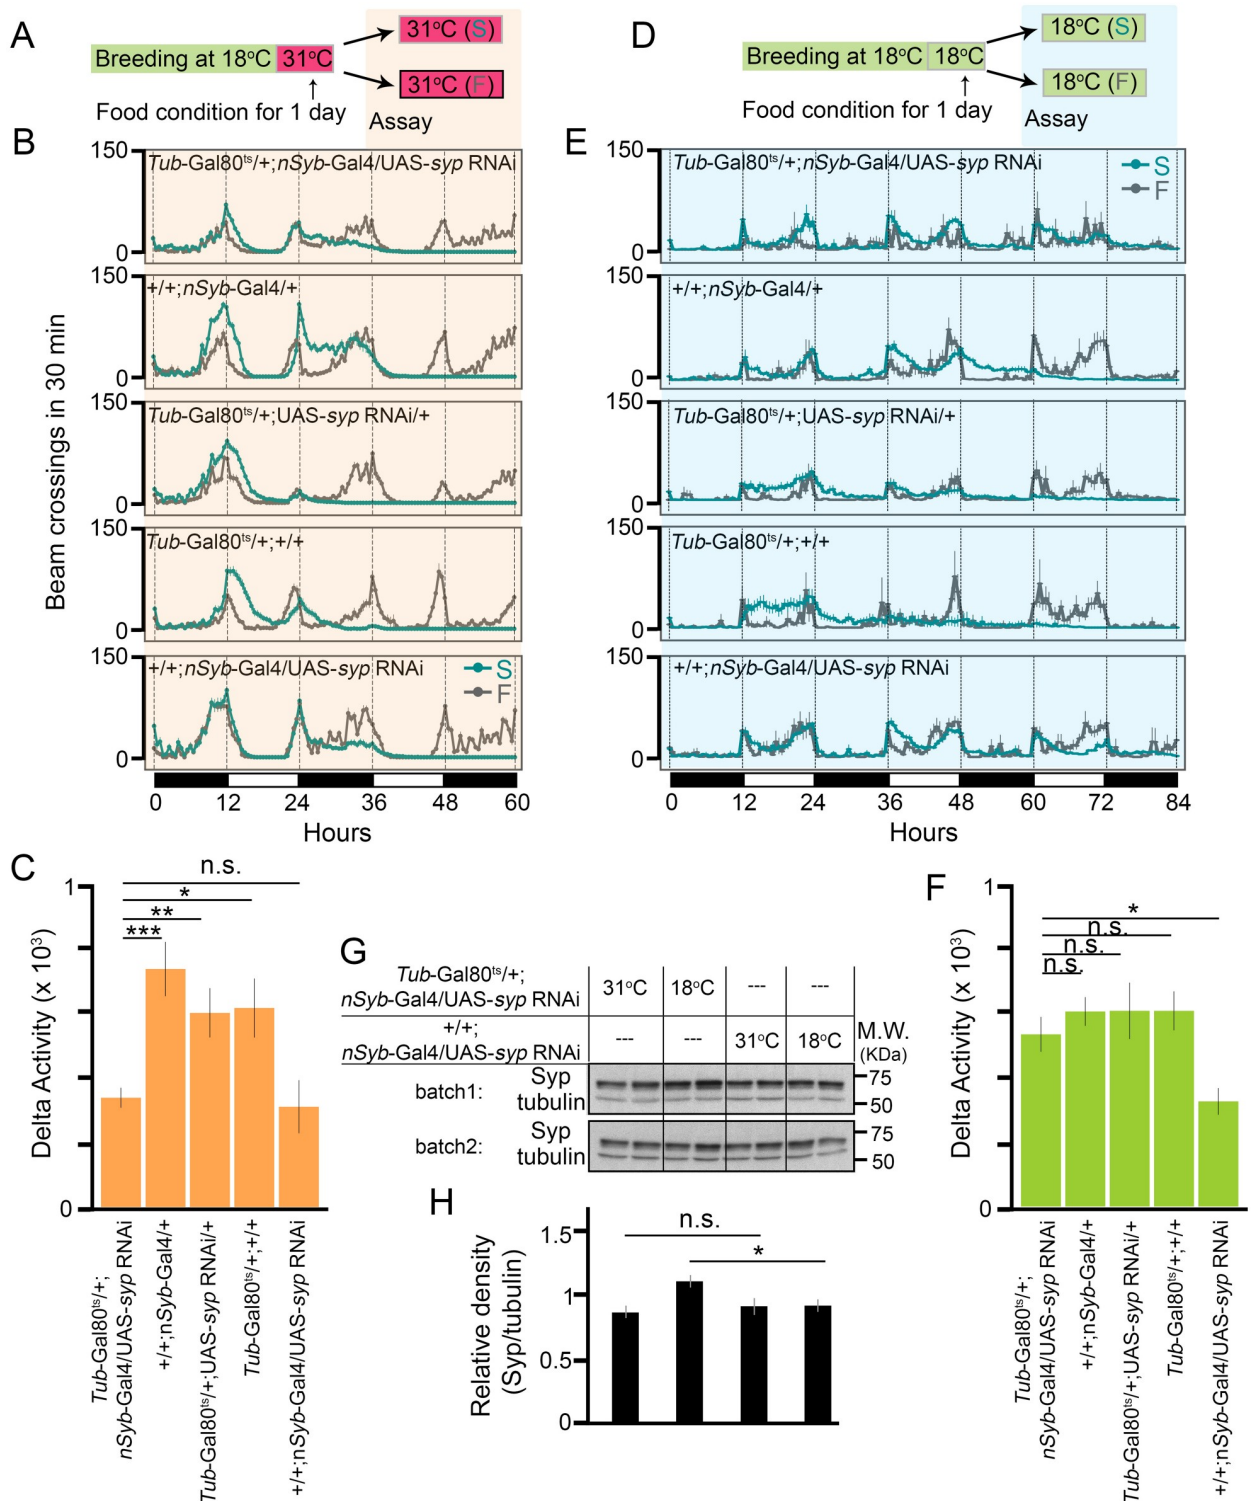 A
Breeding at 18°C
31°C
31°C (S)
31°C (F)
Food condition for 1 day
Assay
D
Breeding at 18°C
18°C
18°C (S)
18°C (F)
Food condition for 1 day
Assay
B
Beam crossings in 30 min
150
0
Tub-Gal80ts/+;nSyb-Gal4/UAS-syp RNAi
150
0
+/+;nSyb-Gal4/+
150
0
Tub-Gal80ts/+;UAS-syp RNAi/+
150
0
Tub-Gal80ts/+;+/+
150
0
+/+;nSyb-Gal4/UAS-syp RNAi
S
F
0 12 24 36 48 60
Hours
E
150
0
Tub-Gal80ts/+;nSyb-Gal4/UAS-syp RNAi
S
F
150
0
+/+;nSyb-Gal4/+
150
0
Tub-Gal80ts/+;UAS-syp RNAi/+
150
0
Tub-Gal80ts/+;+/+
150
0
+/+;nSyb-Gal4/UAS-syp RNAi
0 12 24 36 48 60 72 84
Hours
C
Delta Activity (x 10³)
1
0
n.s.
*
**
***
Tub-Gal80ts/+;
nSyb-Gal4/UAS-syp RNAi
+/+;nSyb-Gal4/+
Tub-Gal80ts/+;UAS-syp RNAi/+
Tub-Gal80ts/+;+/+
+/+;nSyb-Gal4/UAS-syp RNAi
G
Tub-Gal80ts/+;
nSyb-Gal4/UAS-syp RNAi
31°C 18°C --- ---
+/+;
nSyb-Gal4/UAS-syp RNAi
--- --- 31°C 18°C
M.W.
(KDa)
batch1:
Syp
tubulin
75
50
batch2:
Syp
tubulin
75
50
H
Relative density
(Syp/tubulin)
1.5
1
0.5
0
n.s.
*
F
Delta Activity (x 10³)
1
0
*
n.s.
n.s.
n.s.
Tub-Gal80ts/+;
nSyb-Gal4/UAS-syp RNAi
+/+;nSyb-Gal4/+
Tub-Gal80ts/+;UAS-syp RNAi/+
Tub-Gal80ts/+;+/+
+/+;nSyb-Gal4/UAS-syp RNAi